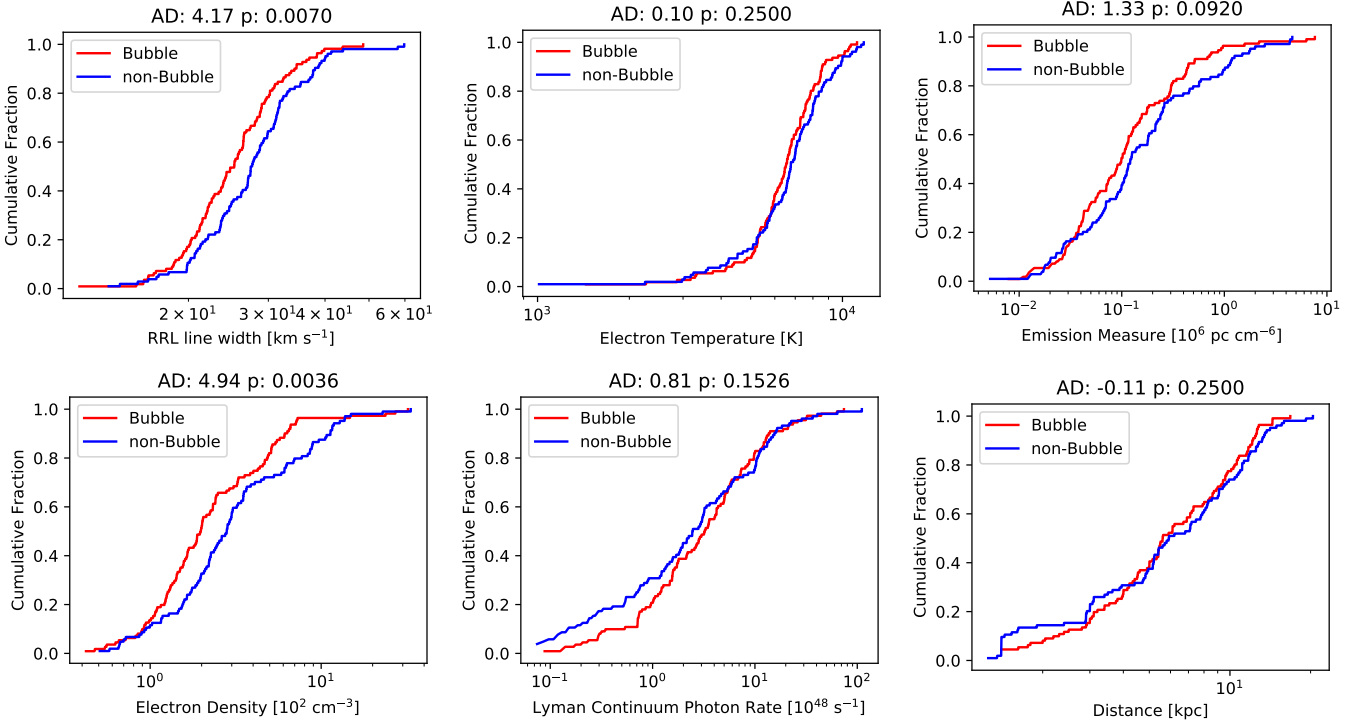 AD: 4.17 p: 0.0070
Cumulative Fraction
1.0
0.8
0.6
0.4
0.2
0.0
Bubble
non-Bubble
2 × 10¹ 3 × 10¹ 4 × 10¹ 6 × 10¹
RRL line width [km s⁻¹]
AD: 0.10 p: 0.2500
Cumulative Fraction
1.0
0.8
0.6
0.4
0.2
0.0
Bubble
non-Bubble
10³ 10⁴
Electron Temperature [K]
AD: 1.33 p: 0.0920
Cumulative Fraction
1.0
0.8
0.6
0.4
0.2
0.0
Bubble
non-Bubble
10⁻² 10⁻¹ 10⁰ 10¹
Emission Measure [10⁶ pc cm⁻⁶]
AD: 4.94 p: 0.0036
Cumulative Fraction
1.0
0.8
0.6
0.4
0.2
0.0
Bubble
non-Bubble
10⁰ 10¹
Electron Density [10² cm⁻³]
AD: 0.81 p: 0.1526
Cumulative Fraction
1.0
0.8
0.6
0.4
0.2
0.0
Bubble
non-Bubble
10⁻¹ 10⁰ 10¹ 10²
Lyman Continuum Photon Rate [10⁴⁸ s⁻¹]
AD: -0.11 p: 0.2500
Cumulative Fraction
1.0
0.8
0.6
0.4
0.2
0.0
Bubble
non-Bubble
10¹
Distance [kpc]